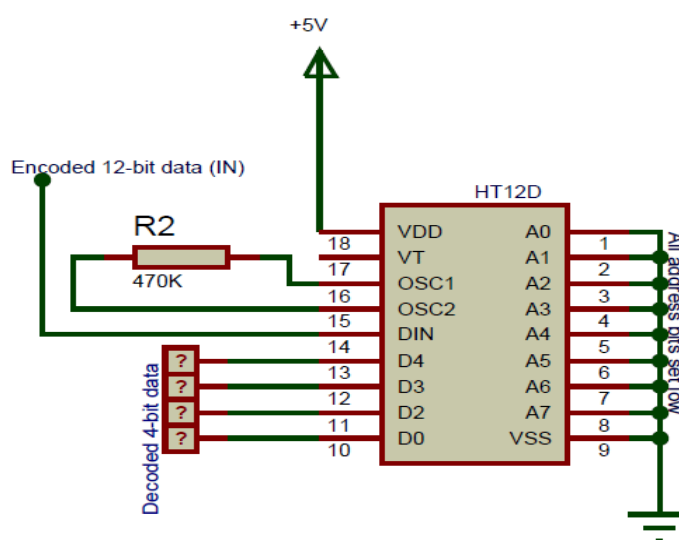 +5V
Encoded 12-bit data (IN)
HT12D
R2
470K
VDD
VT
OSC1
OSC2
DIN
D4
D3
D2
D0
18
17
16
15
14
13
12
11
10
A0
A1
A2
A3
A4
A5
A6
A7
VSS
1
2
3
4
5
6
7
8
9
?
?
?
?
Decoded 4-bit data
All address bits set low